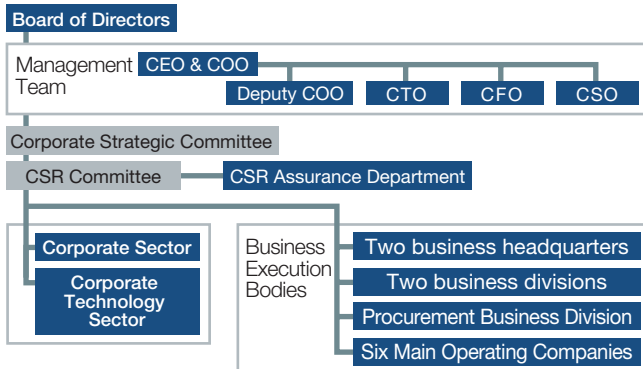 Board of Directors
Management
Team
CEO & COO
Deputy COO
CTO
CFO
CSO
Corporate Strategic Committee
CSR Committee
CSR Assurance Department
Corporate Sector
Corporate
Technology
Sector
Business
Execution
Bodies
Two business headquarters
Two business divisions
Procurement Business Division
Six Main Operating Companies